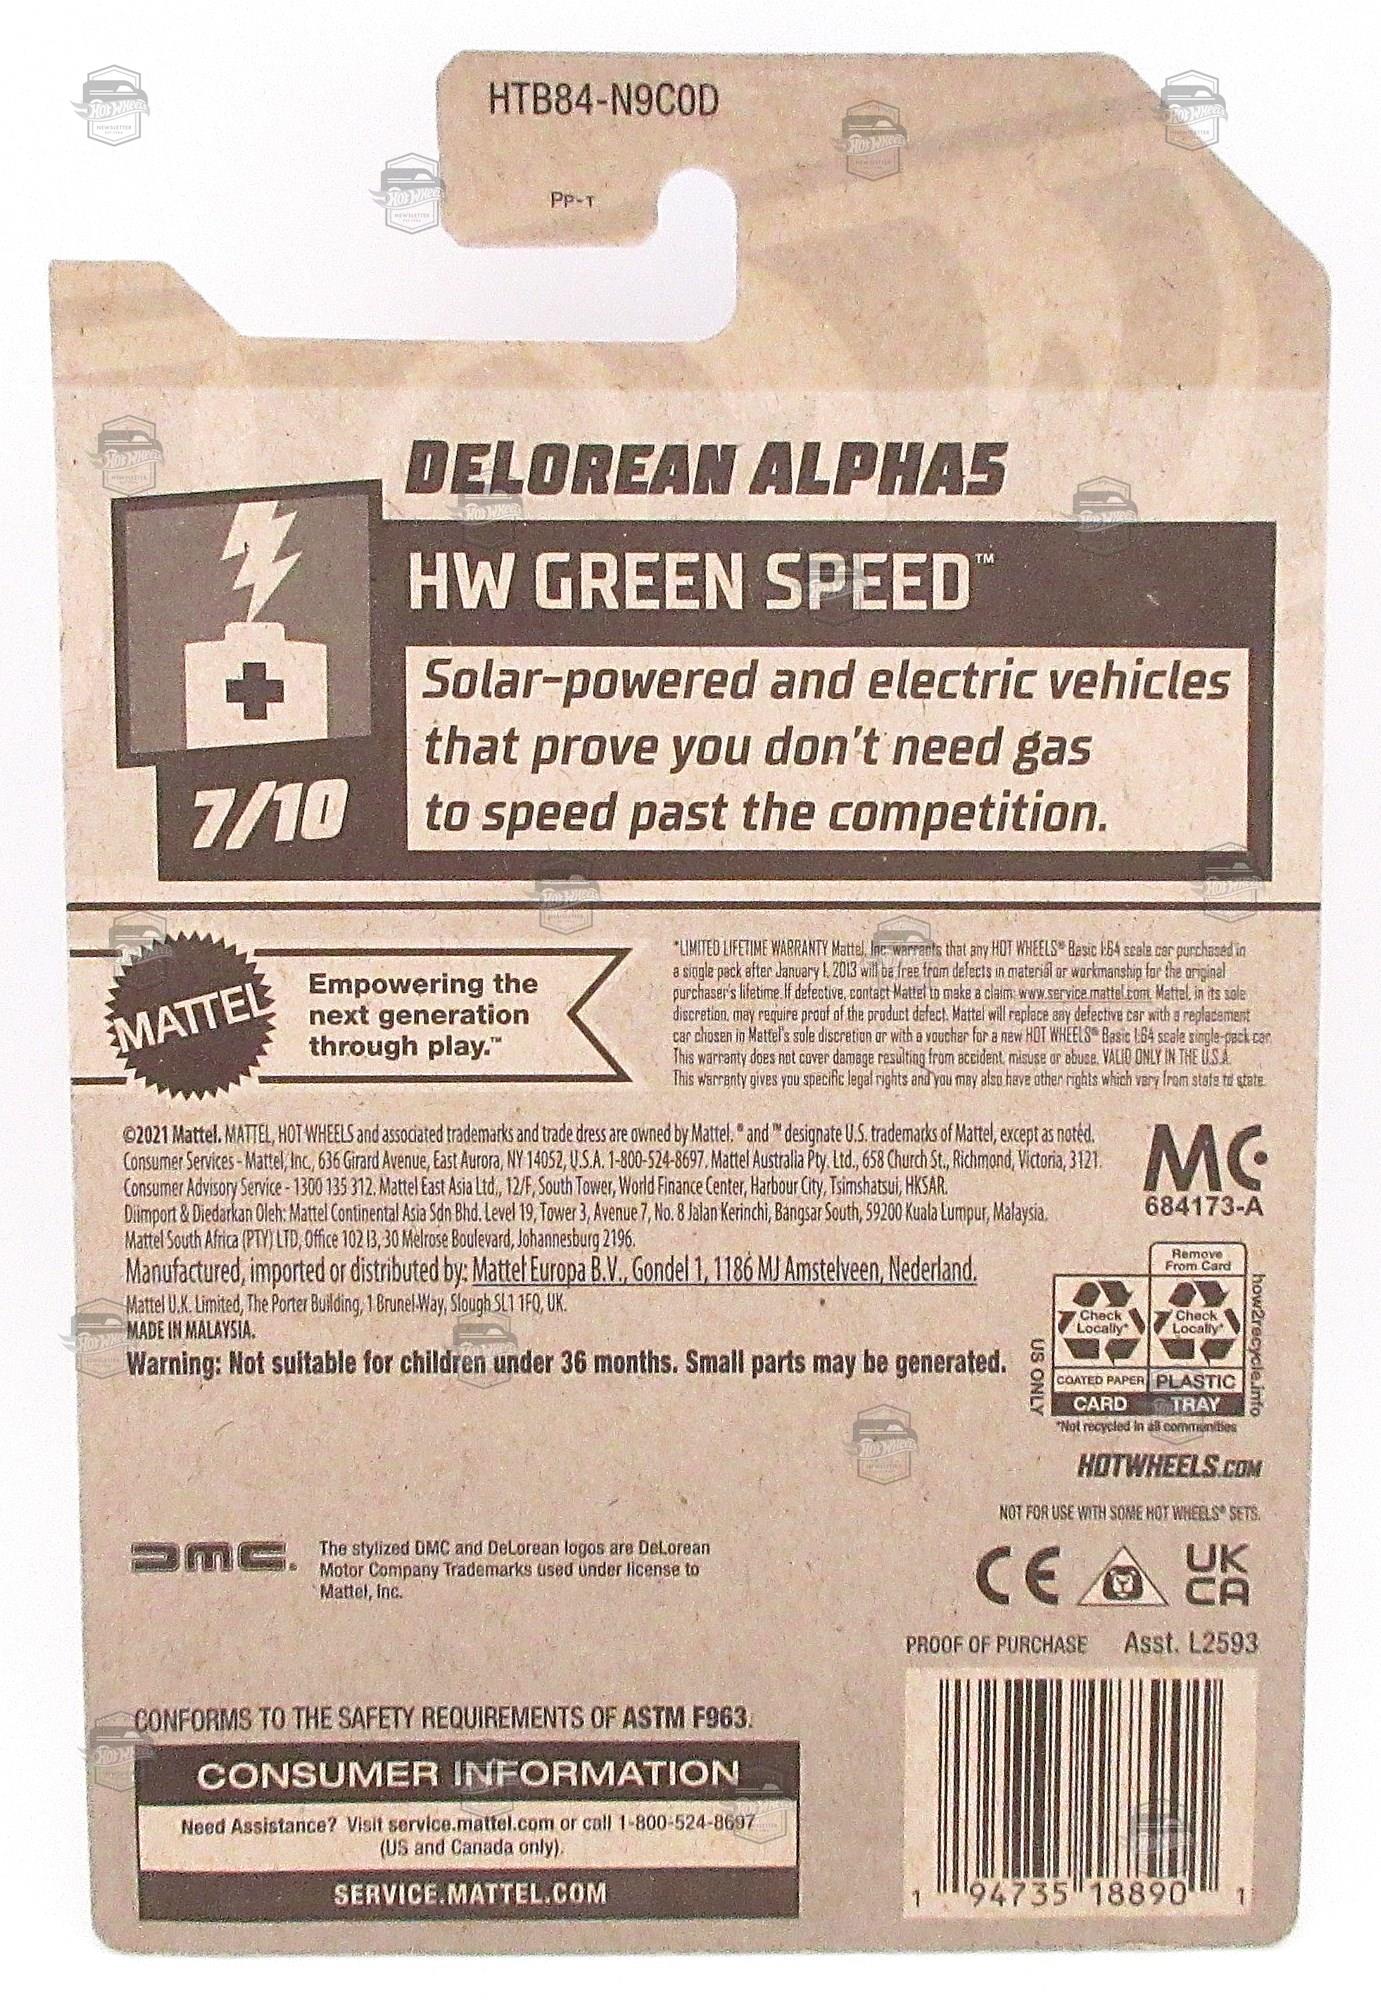 HTB84-N9C0D
PP-T
DELOREAN ALPHA5
HW GREEN SPEED™
Solar-powered and electric vehicles
that prove you don't need gas
to speed past the competition.
7/10
MATTEL
Empowering the
next generation
through play.™
*LIMITED LIFETIME WARRANTY Mattel, Inc. warrants that any HOT WHEELS® Basic 1:64 scale car purchased in
a single pack after January 1, 2013 will be free from defects in material or workmanship for the original
purchaser's lifetime. If defective, contact Mattel to make a claim: www.service.mattel.com. Mattel, in its sole
discretion, may require proof of the product defect. Mattel will replace any defective car with a replacement
car chosen in Mattel's sole discretion or with a voucher for a new HOT WHEELS® Basic 1:64 scale single-pack car.
This warranty does not cover damage resulting from accident, misuse or abuse. VALID ONLY IN THE U.S.A.
This warranty gives you specific legal rights and you may also have other rights which vary from state to state.
©2021 Mattel. MATTEL, HOT WHEELS and associated trademarks and trade dress are owned by Mattel. ® and ™ designate U.S. trademarks of Mattel, except as noted.
Consumer Services - Mattel, Inc., 636 Girard Avenue, East Aurora, NY 14052, U.S.A. 1-800-524-8697. Mattel Australia Pty. Ltd., 658 Church St., Richmond, Victoria, 3121.
Consumer Advisory Service - 1300 135 312. Mattel East Asia Ltd., 12/F, South Tower, World Finance Center, Harbour City, Tsimshatsui, HKSAR.
Diimport & Diedarkan Oleh: Mattel Continental Asia Sdn Bhd. Level 19, Tower 3, Avenue 7, No. 8 Jalan Kerinchi, Bangsar South, 59200 Kuala Lumpur, Malaysia.
Mattel South Africa (PTY) LTD, Office 102 I3, 30 Melrose Boulevard, Johannesburg 2196.
Manufactured, imported or distributed by: Mattel Europa B.V., Gondel 1, 1186 MJ Amstelveen, Nederland.
Mattel U.K. Limited, The Porter Building, 1 Brunel Way, Slough SL1 1FQ, UK.
MADE IN MALAYSIA.
Warning: Not suitable for children under 36 months. Small parts may be generated.
MC
684173-A
Remove
From Card
Check
Locally*
Check
Locally*
COATED PAPER
PLASTIC
CARD
TRAY
US ONLY
how2recycle.info
*Not recycled in all communities
HOTWHEELS.COM
NOT FOR USE WITH SOME HOT WHEELS® SETS.
DMC.
The stylized DMC and DeLorean logos are DeLorean
Motor Company Trademarks used under license to
Mattel, Inc.
CE
UK
CA
PROOF OF PURCHASE Asst. L2593
1 94735 18890 1
CONFORMS TO THE SAFETY REQUIREMENTS OF ASTM F963.
CONSUMER INFORMATION
Need Assistance? Visit service.mattel.com or call 1-800-524-8697
(US and Canada only).
SERVICE.MATTEL.COM